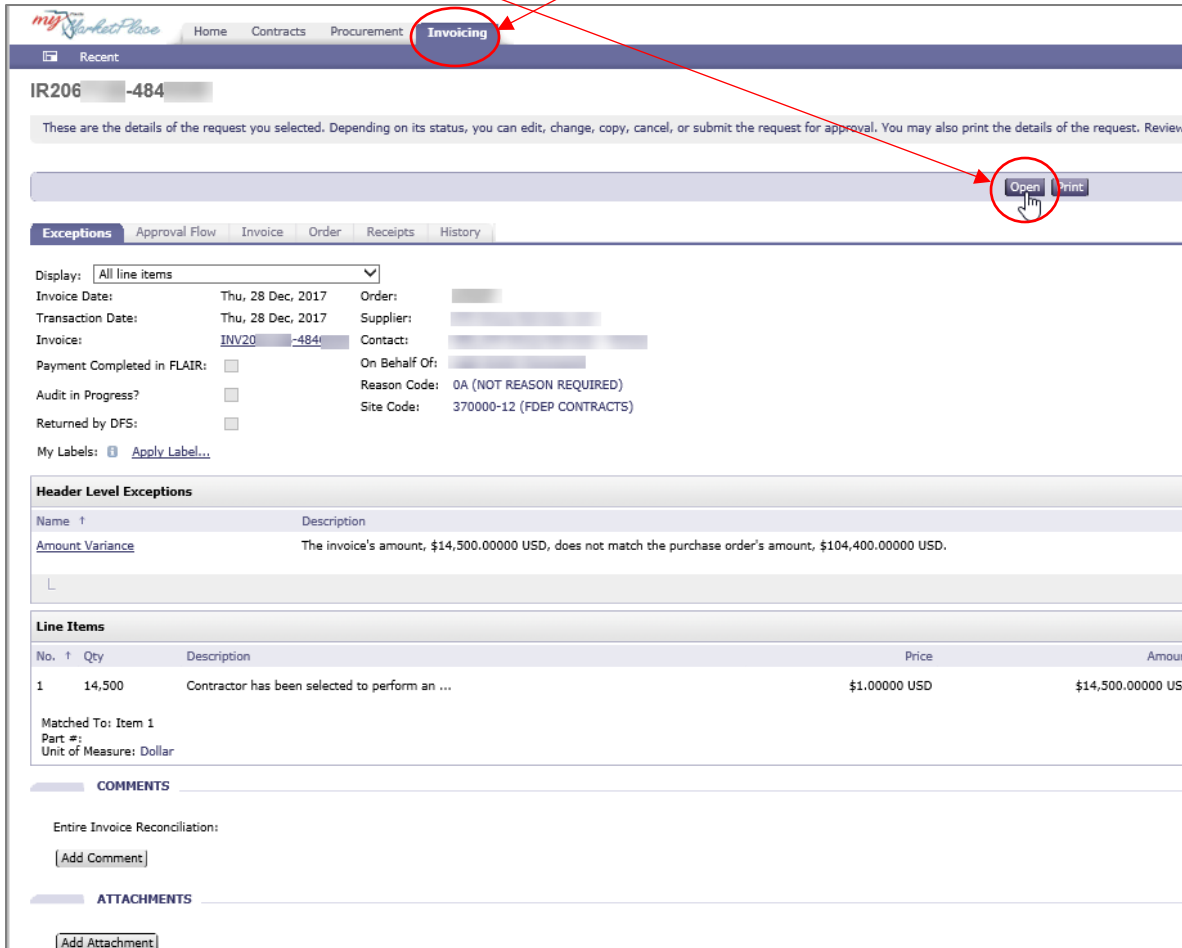 my MarketPlace
Home Contracts Procurement Invoicing
Recent
IR206 -484
These are the details of the request you selected. Depending on its status, you can edit, change, copy, cancel, or submit the request for approval. You may also print the details of the request. Review
Open Print
Exceptions Approval Flow Invoice Order Receipts History
Display: All line items
Invoice Date: Thu, 28 Dec, 2017 Order:
Transaction Date: Thu, 28 Dec, 2017 Supplier:
Invoice: INV20 -484 Contact:
Payment Completed in FLAIR: On Behalf Of:
Audit in Progress? Reason Code: 0A (NOT REASON REQUIRED)
Returned by DFS: Site Code: 370000-12 (FDEP CONTRACTS)
My Labels: Apply Label...
Header Level Exceptions
Name ↑ Description
Amount Variance The invoice's amount, $14,500.00000 USD, does not match the purchase order's amount, $104,400.00000 USD.
Line Items
No. ↑ Qty Description Price Amou
1 14,500 Contractor has been selected to perform an ... $1.00000 USD $14,500.00000 US
Matched To: Item 1
Part #:
Unit of Measure: Dollar
COMMENTS
Entire Invoice Reconciliation:
Add Comment
ATTACHMENTS
Add Attachment